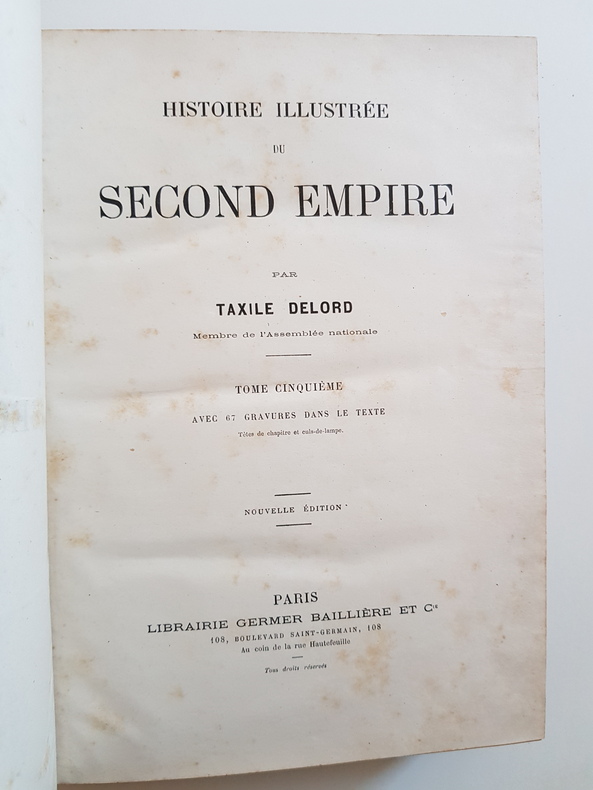 HISTOIRE ILLUSTRÉE
DU
SECOND EMPIRE
PAR
TAXILE DELORD
Membre de l'Assemblée nationale
TOME CINQUIÈME
AVEC 67 GRAVURES DANS LE TEXTE
Têtes de chapitre et culs-de-lampe.
NOUVELLE ÉDITION
PARIS
LIBRAIRIE GERMER BAILLIÈRE ET Cie
108, BOULEVARD SAINT-GERMAIN, 108
Au coin de la rue Hautefeuille
Tous droits réservés